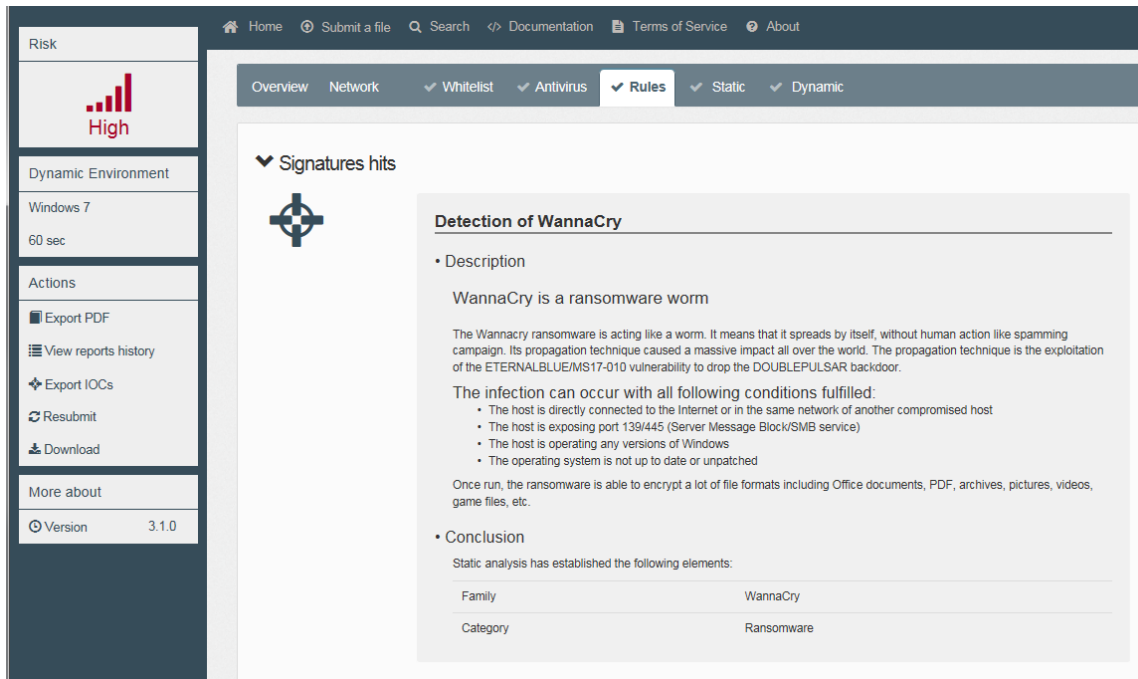 Home Submit a file Search Documentation Terms of Service About
Risk
High
Dynamic Environment
Windows 7
60 sec
Actions
Export PDF
View reports history
Export IOCs
Resubmit
Download
More about
Version 3.1.0
Overview Network Whitelist Antivirus Rules Static Dynamic
Signatures hits
Detection of WannaCry
• Description
WannaCry is a ransomware worm
The Wannacry ransomware is acting like a worm. It means that it spreads by itself, without human action like spamming
campaign. Its propagation technique caused a massive impact all over the world. The propagation technique is the exploitation
of the ETERNALBLUE/MS17-010 vulnerability to drop the DOUBLEPULSAR backdoor.
The infection can occur with all following conditions fulfilled:
• The host is directly connected to the Internet or in the same network of another compromised host
• The host is exposing port 139/445 (Server Message Block/SMB service)
• The host is operating any versions of Windows
• The operating system is not up to date or unpatched
Once run, the ransomware is able to encrypt a lot of file formats including Office documents, PDF, archives, pictures, videos,
game files, etc.
• Conclusion
Static analysis has established the following elements:
Family WannaCry
Category Ransomware